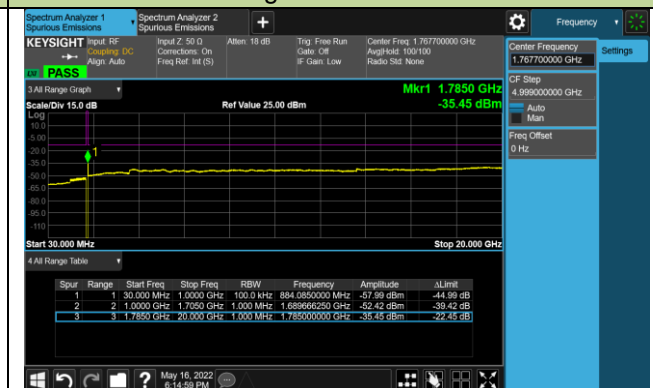 Spectrum Analyzer 1
Spurious Emissions
Spectrum Analyzer 2
Spurious Emissions
+
Frequency
KEYSIGHT
Input: RF
Coupling: DC
Align: Auto
Input Z: 50 Ω
Corrections: On
Freq Ref: Int (S)
Atten: 18 dB
Trig: Free Run
Gate: Off
IF Gain: Low
Center Freq: 1.767700000 GHz
Avg|Hold: 100/100
Radio Std: None
PASS
Center Frequency
1.767700000 GHz
Settings
CF Step
4.999000000 GHz
Auto
Man
Freq Offset
0 Hz
3 All Range Graph
Mkr1 1.7850 GHz
Scale/Div 15.0 dB
Ref Value 25.00 dBm
-35.45 dBm
Log
10.0
-5.00
-20.0
-35.0
-50.0
-65.0
-80.0
-95.0
-110
1
Start 30.000 MHz
Stop 20.000 GHz
4 All Range Table
Spur Range Start Freq Stop Freq RBW Frequency Amplitude ΔLimit
1 1 30.000 MHz 1.0000 GHz 100.0 kHz 884.0850000 MHz -57.99 dBm -44.99 dB
2 2 1.0000 GHz 1.7050 GHz 1.000 MHz 1.689666250 GHz -52.42 dBm -39.42 dB
3 3 1.7850 GHz 20.000 GHz 1.000 MHz 1.785000000 GHz -35.45 dBm -22.45 dB
?
May 16, 2022
6:14:59 PM